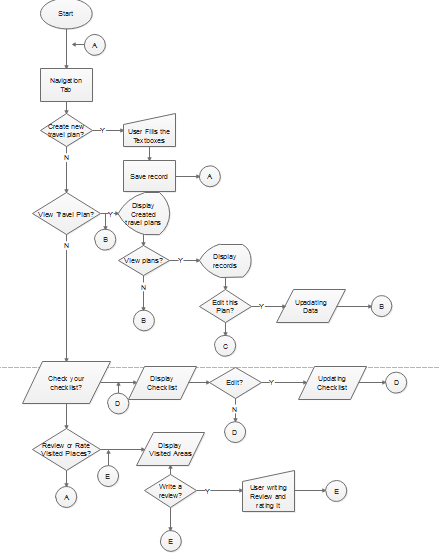 Start
A
Navigation
Tab
Create new
travel plan?
Y
User Fills the
Textboxes
N
Save record
A
View Travel Plan?
Y
Display
Created
travel plans
B
N
View plans?
Y
Display
records
N
B
Edit this
Plan?
Y
Upadating
Data
B
C
Check your
checklist?
D
Display
Checklist
Edit?
Y
Updating
Checklist
D
N
D
Review or Rate
Visited Places?
E
Display
Visited Areas
A
Write a
review?
Y
User writing
Review and
rating it
E
E